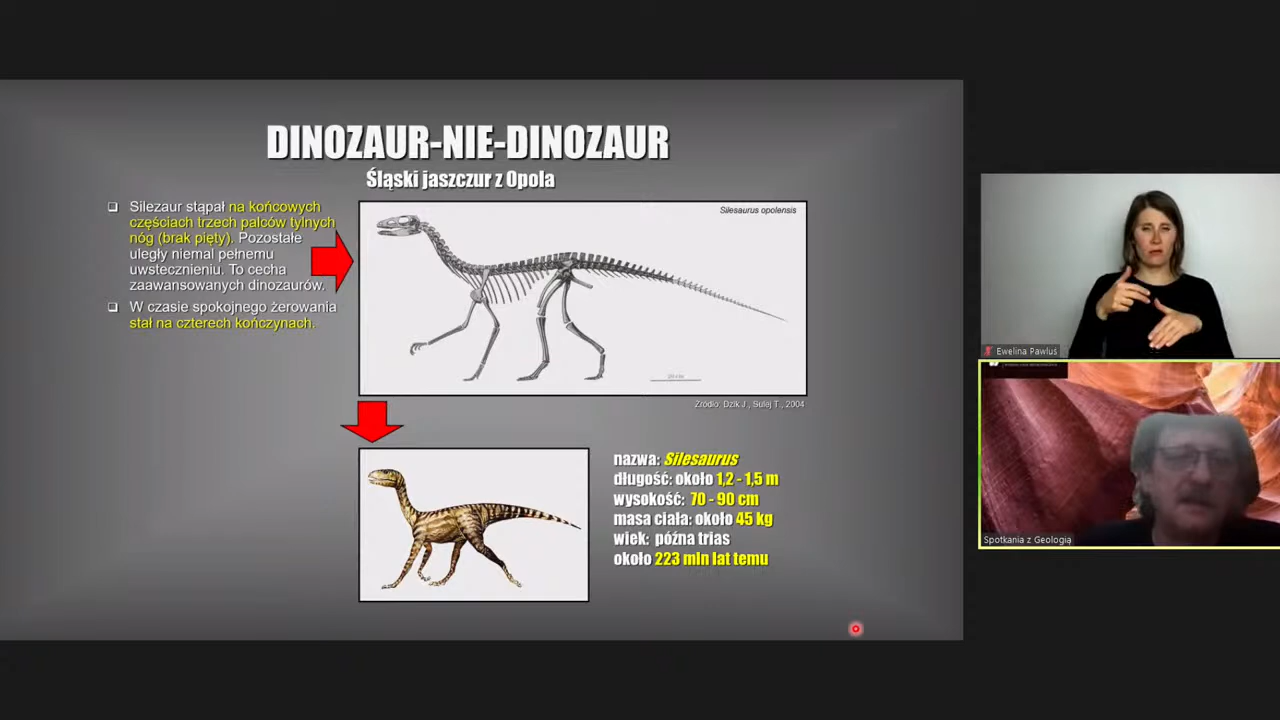 DINOZAUR-NIE-DINOZAUR
Śląski jaszczur z Opola
Silezaur stąpał na końcowych
częściach trzech palców tylnych
nóg (brak pięty). Pozostałe
uległy niemal pełnemu
uwstecznieniu. To cecha
zaawansowanych dinozaurów.
W czasie spokojnego żerowania
stał na czterech kończynach.
Silesaurus opolensis
Źródło: Dzik J., Sulej T., 2004
nazwa: Silesaurus
długość: około 1,2 - 1,5 m
wysokość: 70 - 90 cm
masa ciała: około 45 kg
wiek: późna trias
około 223 mln lat temu
Ewelina Pawlus
Spotkania z Geologią